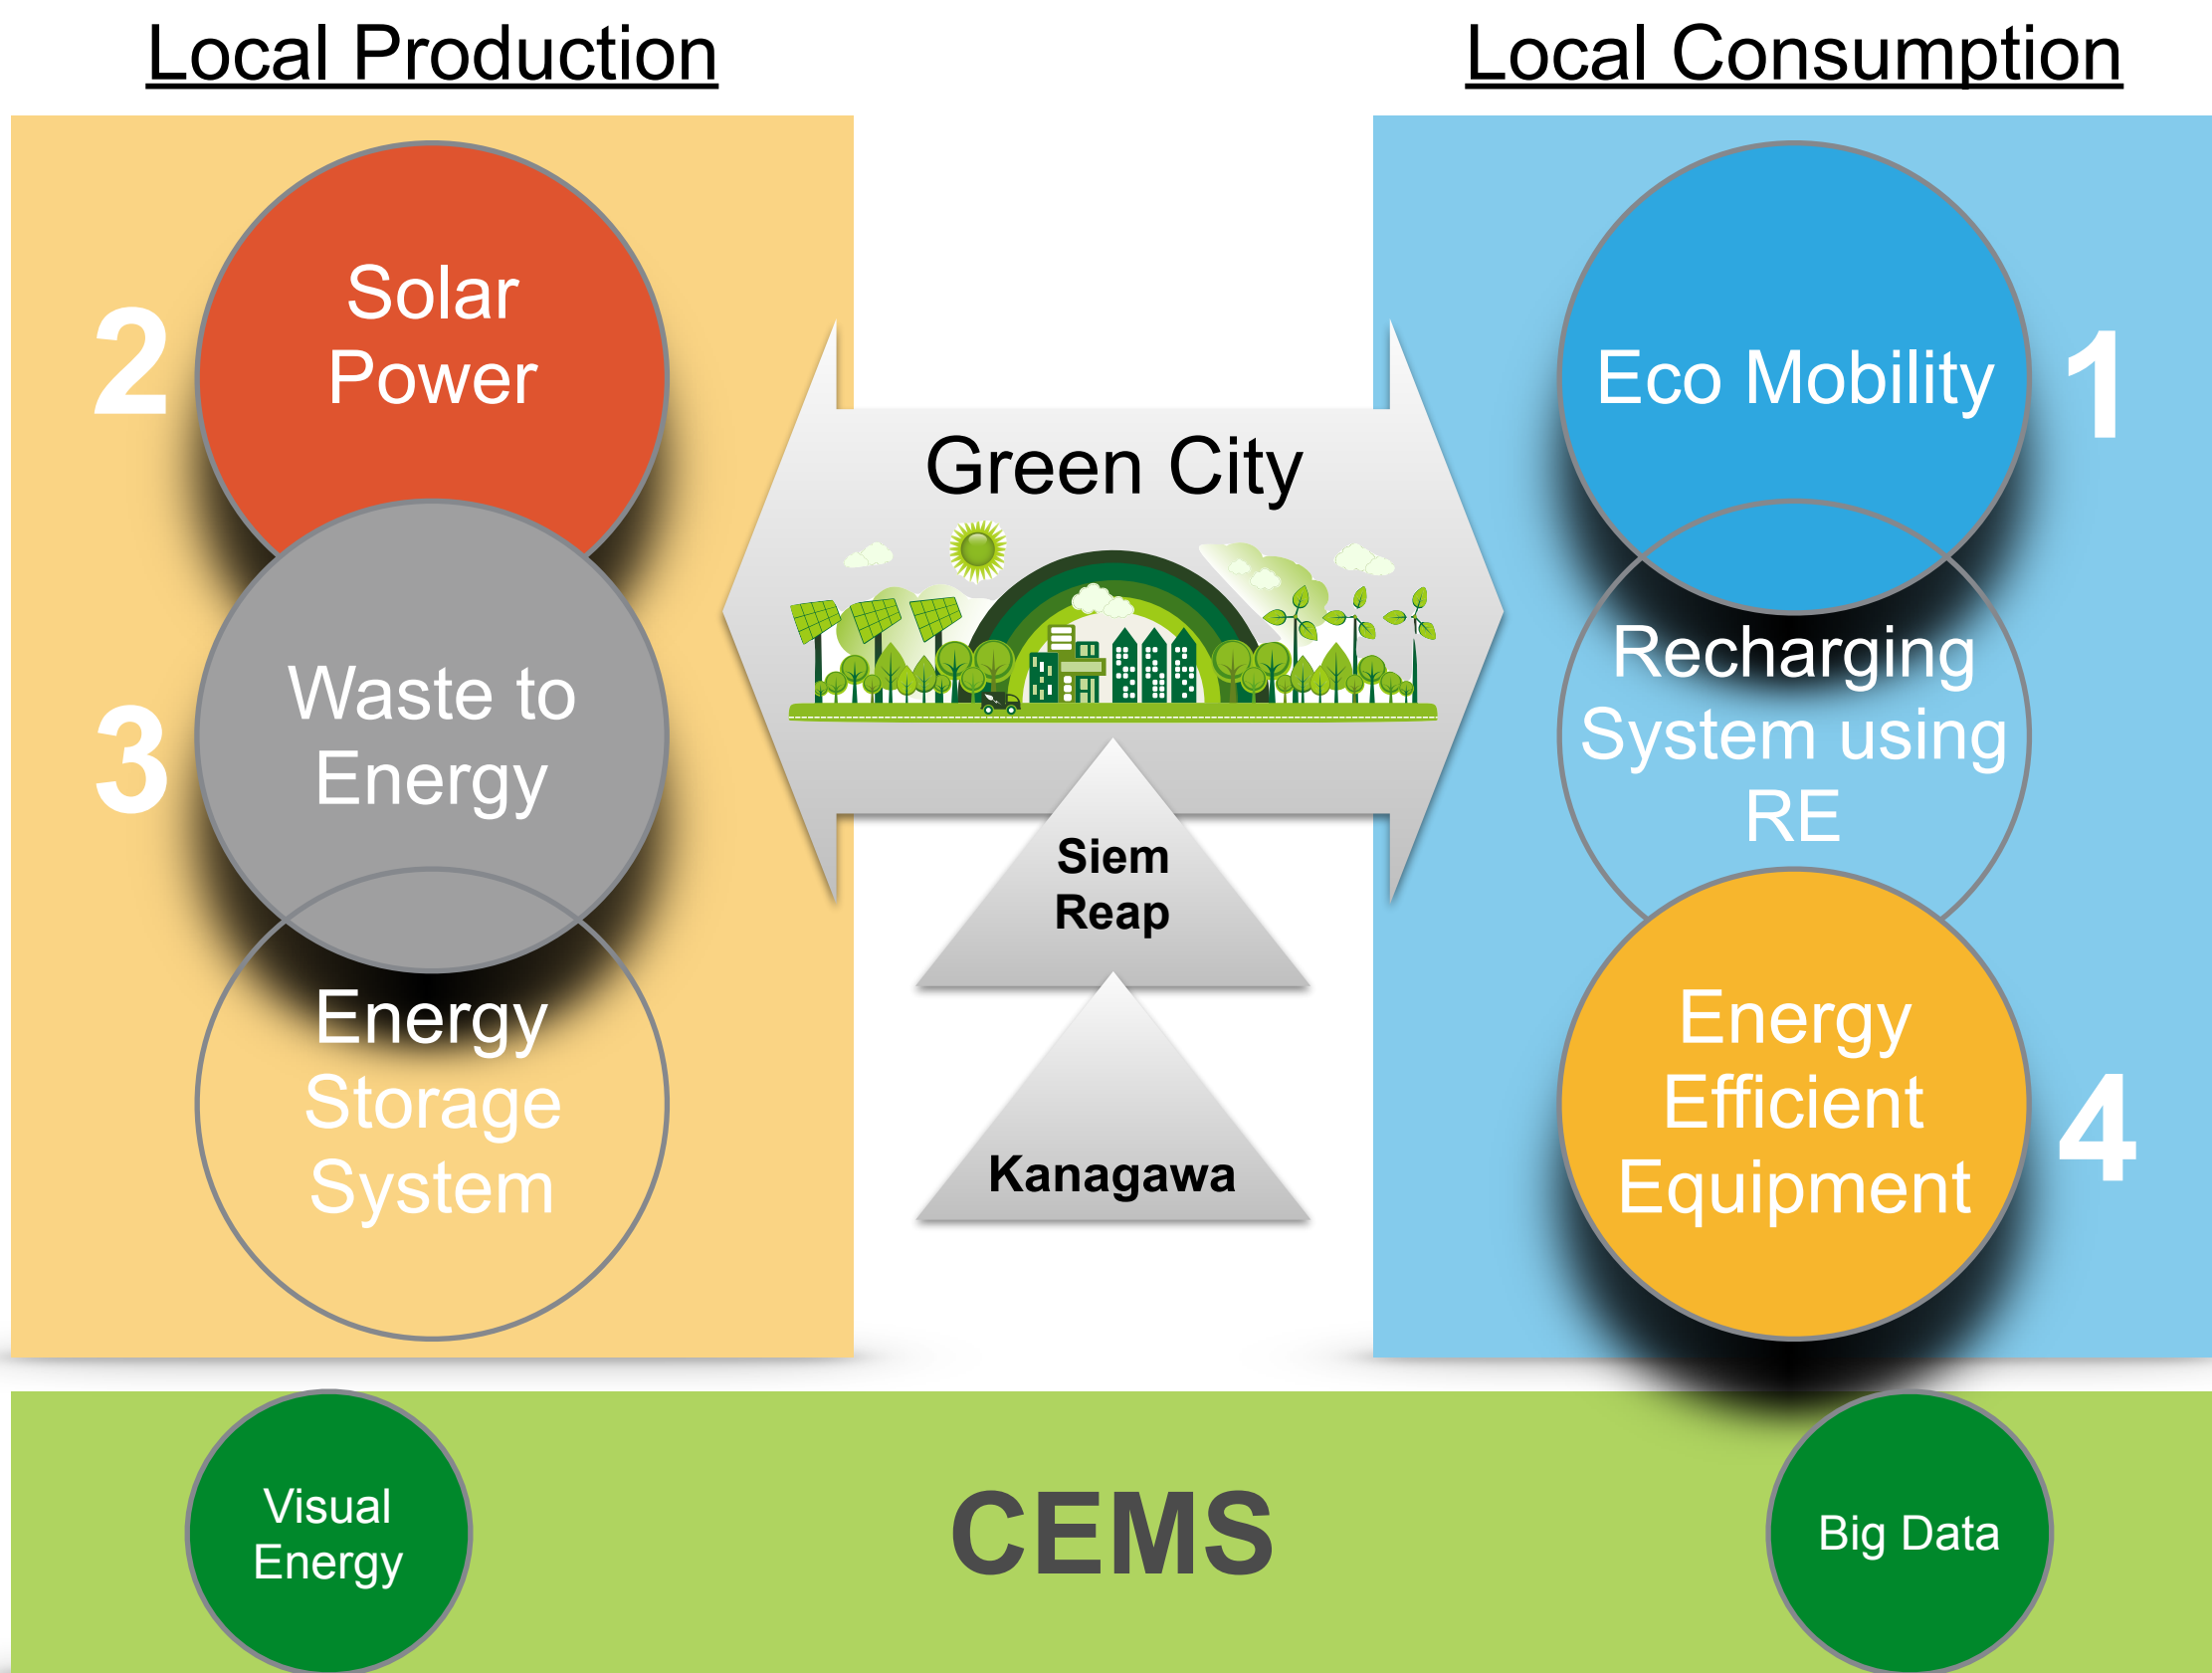 Local Production
2
Solar
Power
3
Waste to
Energy
Energy
Storage
System
Green City
Siem
Reap
Kanagawa
Local Consumption
Eco Mobility
1
Recharging
System using
RE
Energy
Efficient
Equipment
4
Visual
Energy
CEMS
Big Data